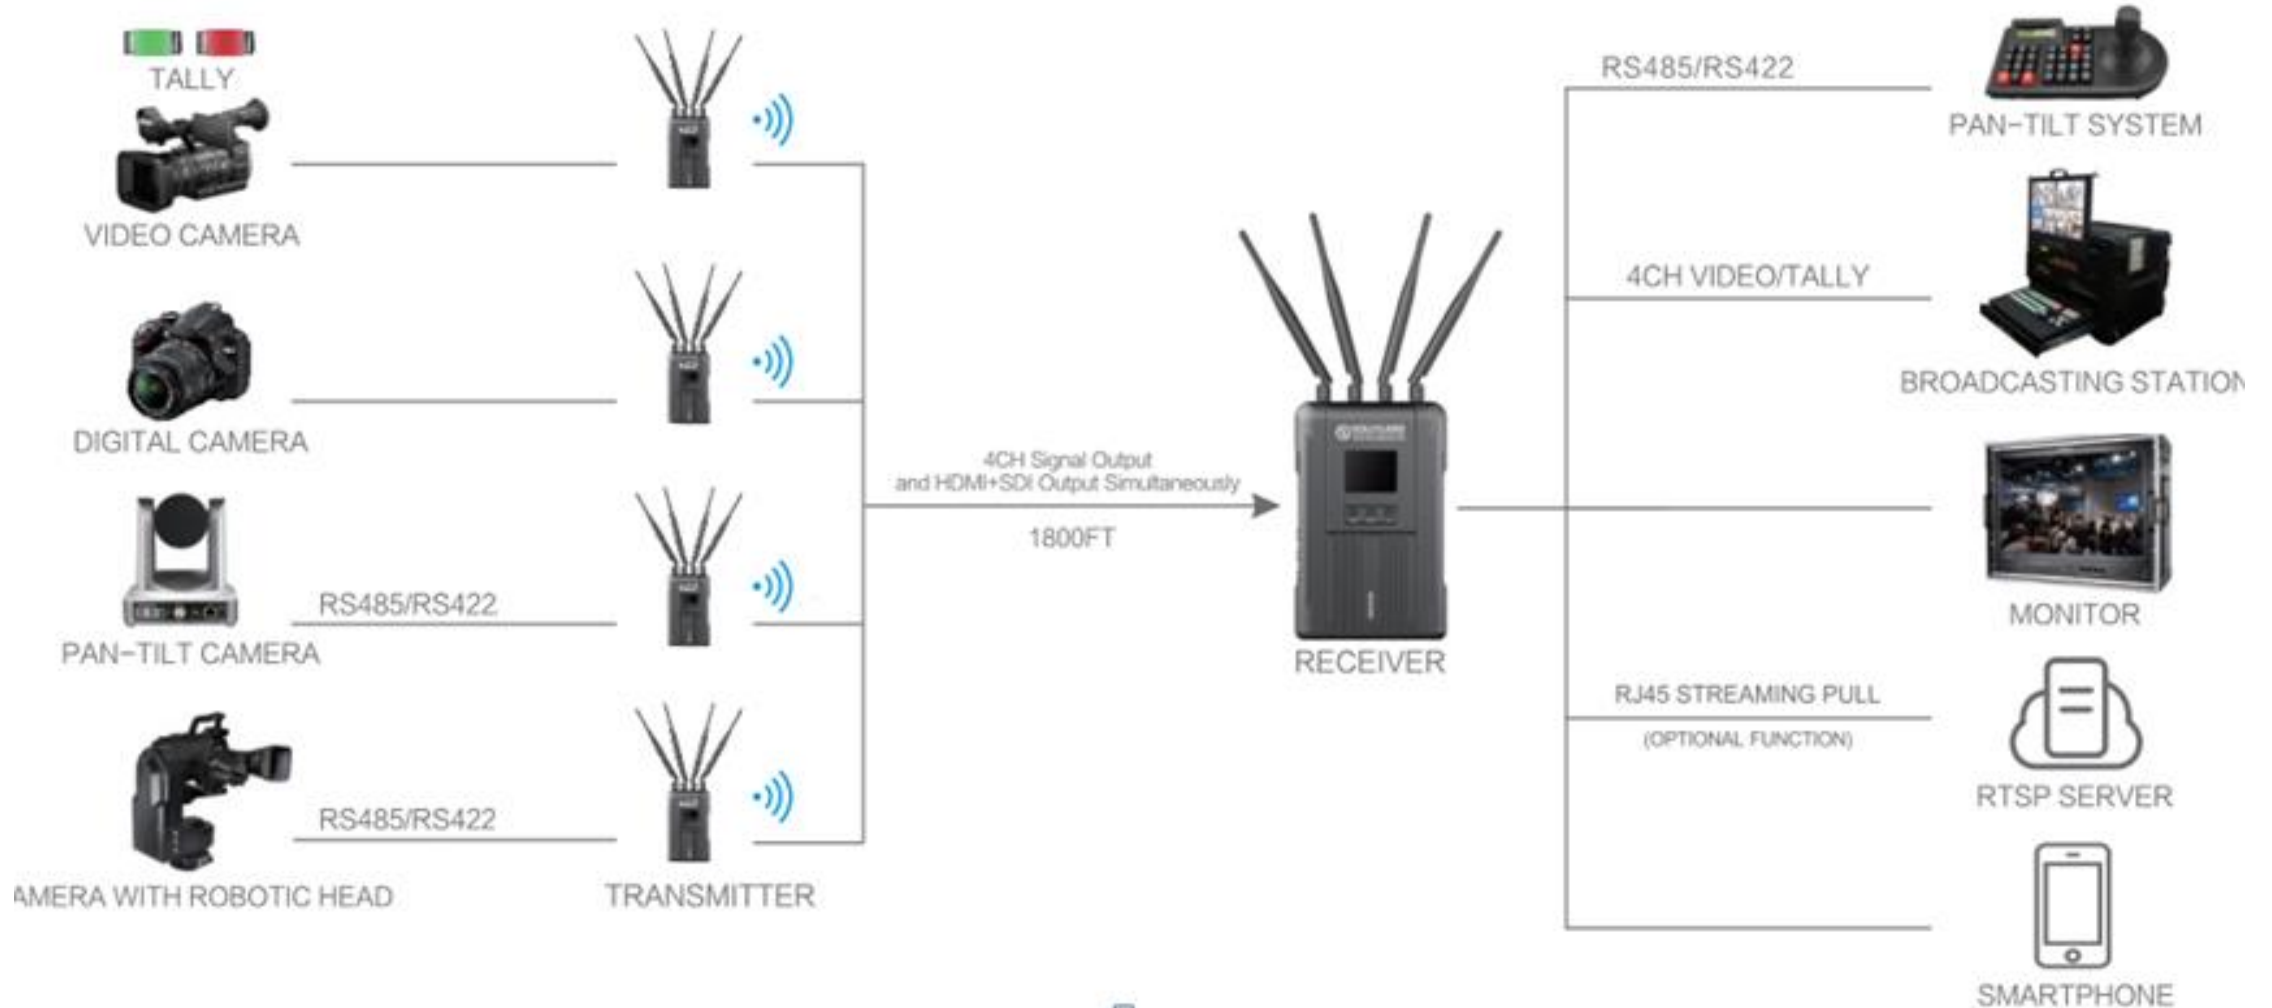 TALLY
VIDEO CAMERA
DIGITAL CAMERA
PAN-TILT CAMERA
RS485/RS422
AMERA WITH ROBOTIC HEAD
RS485/RS422
TRANSMITTER
4CH Signal Output
and HDMI+SDI Output Simultaneously
1800FT
RECEIVER
RS485/RS422
PAN-TILT SYSTEM
4CH VIDEO/TALLY
BROADCASTING STATION
MONITOR
RJ45 STREAMING PULL
(OPTIONAL FUNCTION)
RTSP SERVER
SMARTPHONE